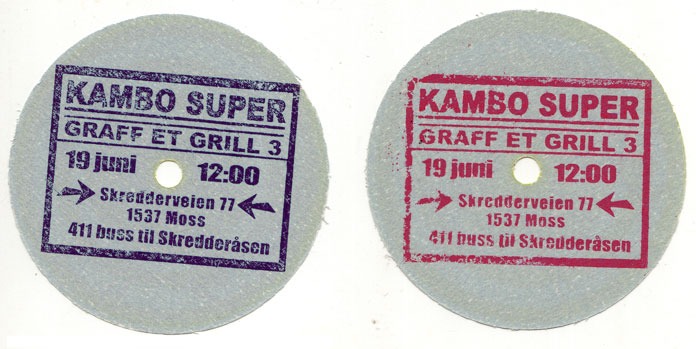 KAMBO SUPER
GRAFF ET GRILL 3
19 juni 12:00
Skredderveien 77
1537 Moss
411 buss til Skredderåsen
KAMBO SUPER
GRAFF ET GRILL 3
19 juni 12:00
Skredderveien 77
1537 Moss
411 buss til Skredderåsen